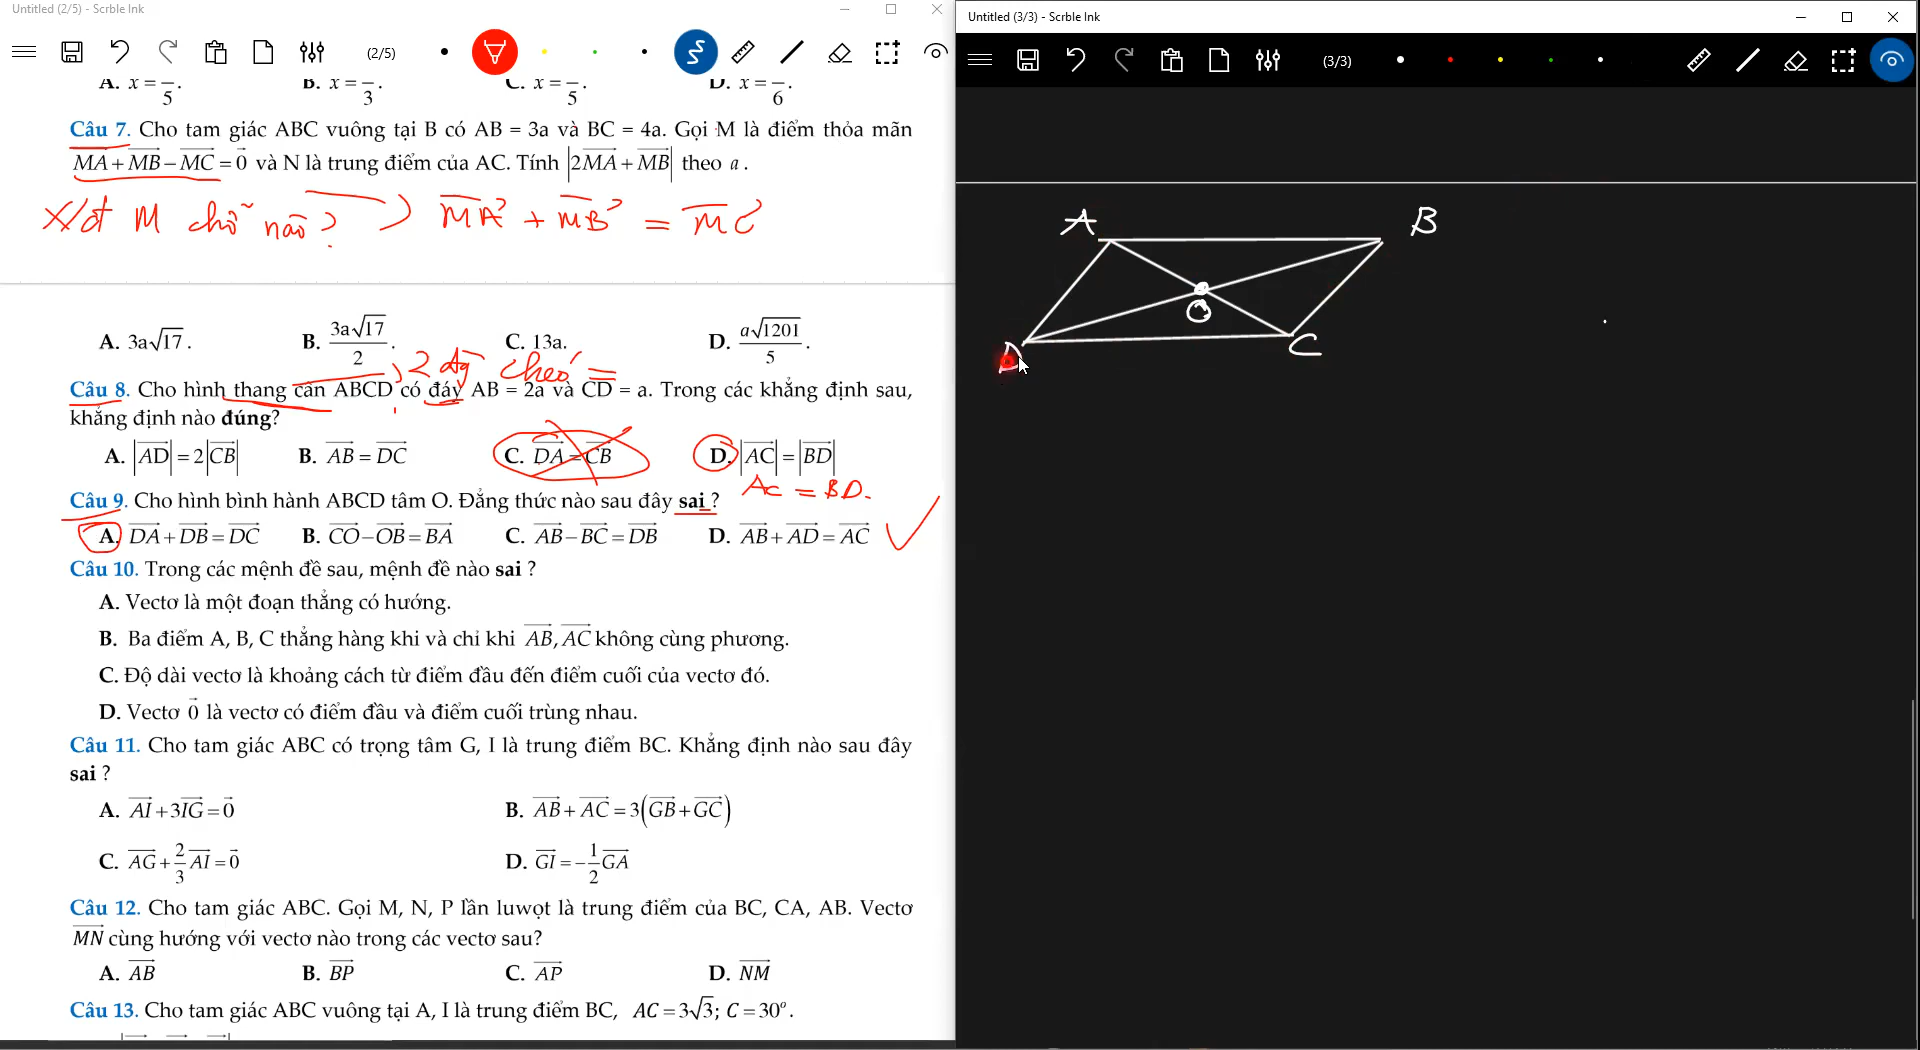 Untitled (2/5) - Scrble Ink
(2/5)
A. x = /5. B. x = /3. C. x = /5. D. x = /6.
Câu 7. Cho tam giác ABC vuông tại B có AB = 3a và BC = 4a. Gọi M là điểm thỏa mãn
MA + MB − MC = 0 và N là trung điểm của AC. Tính |2MA + MB| theo a.
X/đ M chỗ nào? MA + MB = MC
A. 3a√17. B. 3a√17/2. C. 13a. D. a√1201/5.
2 đg chéo =
Câu 8. Cho hình thang cân ABCD có đáy AB = 2a và CD = a. Trong các khẳng định sau,
khẳng định nào đúng?
A. |AD| = 2|CB| B. AB = DC C. DA = CB D. |AC| = |BD|
AC = BD.
Câu 9. Cho hình bình hành ABCD tâm O. Đẳng thức nào sau đây sai ?
A. DA + DB = DC B. CO − OB = BA C. AB − BC = DB D. AB + AD = AC
Câu 10. Trong các mệnh đề sau, mệnh đề nào sai ?
A. Vectơ là một đoạn thẳng có hướng.
B. Ba điểm A, B, C thẳng hàng khi và chỉ khi AB, AC không cùng phương.
C. Độ dài vectơ là khoảng cách từ điểm đầu đến điểm cuối của vectơ đó.
D. Vectơ 0 là vectơ có điểm đầu và điểm cuối trùng nhau.
Câu 11. Cho tam giác ABC có trọng tâm G, I là trung điểm BC. Khẳng định nào sau đây
sai ?
A. AI + 3IG = 0 B. AB + AC = 3(GB + GC)
C. AG + 2/3 AI = 0 D. GI = −1/2 GA
Câu 12. Cho tam giác ABC. Gọi M, N, P lần luwọt là trung điểm của BC, CA, AB. Vectơ
MN cùng hướng với vectơ nào trong các vectơ sau?
A. AB B. BP C. AP D. NM
Câu 13. Cho tam giác ABC vuông tại A, I là trung điểm BC, AC = 3√3; C = 30°.
Untitled (3/3) - Scrble Ink
(3/3)
A B
O
D C